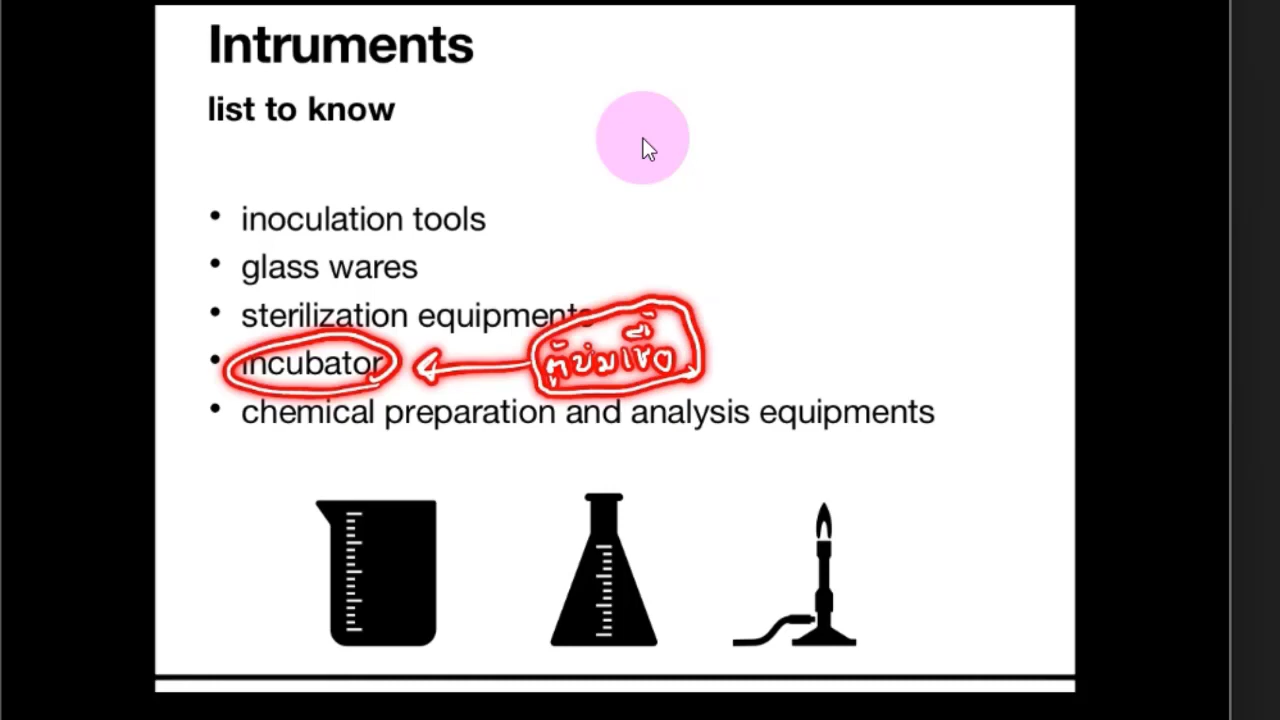 Intruments
list to know
• inoculation tools
• glass wares
• sterilization equipments
• incubator
ตู้บ่มเชื้อ
• chemical preparation and analysis equipments